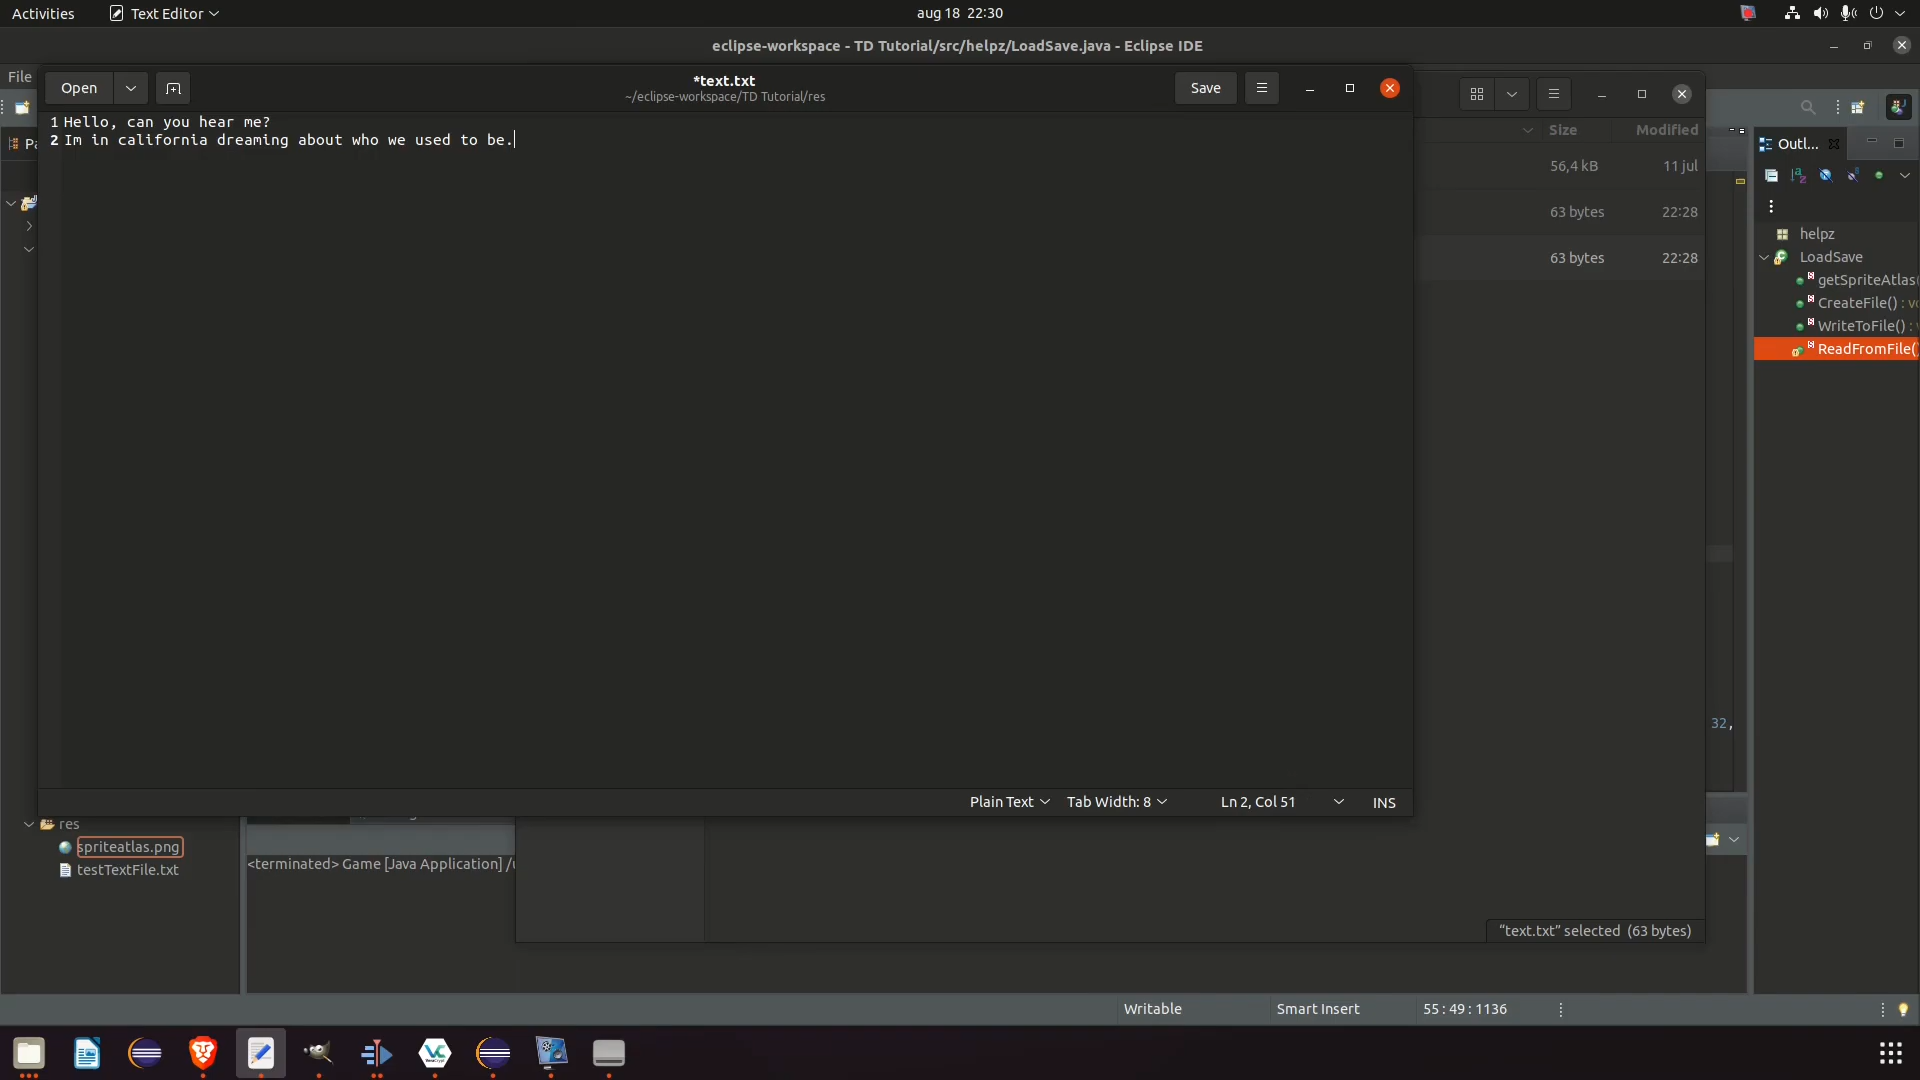 Activities
Text Editor
aug 18 22:30
eclipse-workspace - TD Tutorial/src/helpz/LoadSave.java - Eclipse IDE
File
Open
*text.txt
~/eclipse-workspace/TD Tutorial/res
Save
1 Hello, can you hear me?
2 Im in california dreaming about who we used to be.
Size
Modified
56,4 kB
11 jul
63 bytes
22:28
63 bytes
22:28
Outl...
helpz
LoadSave
getSpriteAtlas(
CreateFile() : vo
WriteToFile() :
ReadFromFile()
32,
Plain Text
Tab Width: 8
Ln 2, Col 51
INS
res
spriteatlas.png
testTextFile.txt
<terminated> Game [Java Application] /u
"text.txt" selected (63 bytes)
Writable
Smart Insert
55 : 49 : 1136